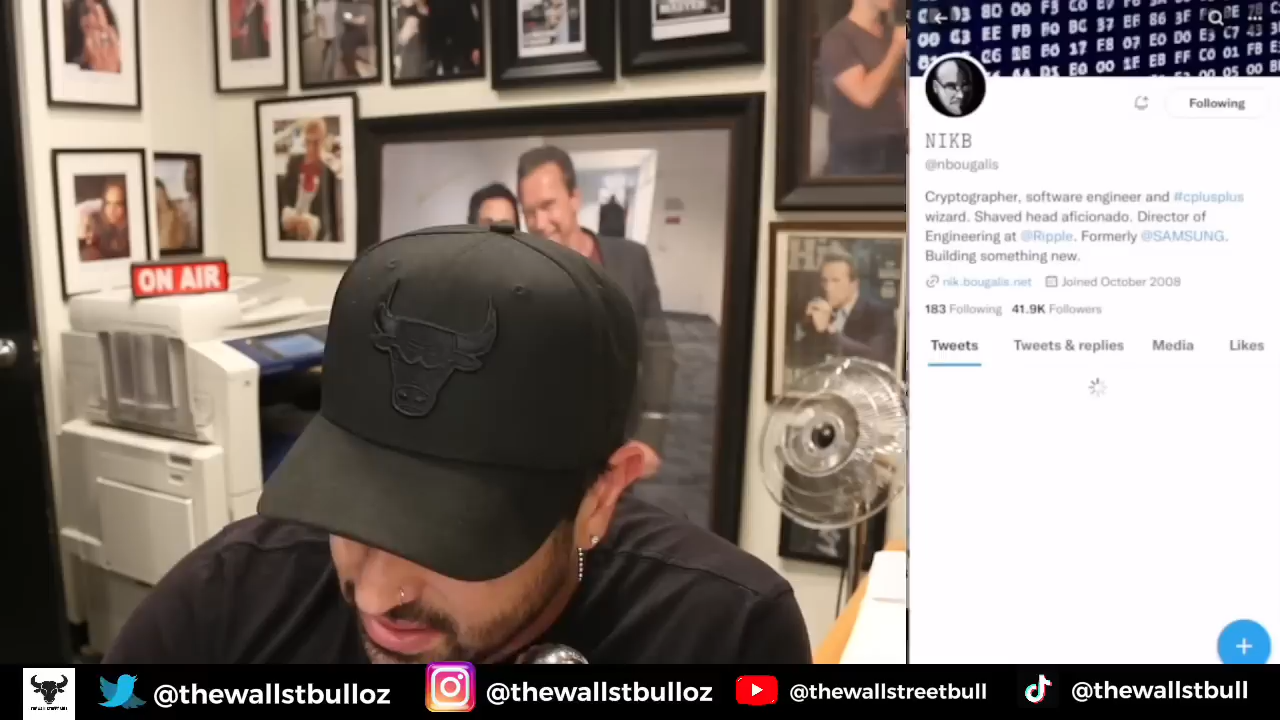 NIKB
@nbougalis
Following
Cryptographer, software engineer and #cplusplus
wizard. Shaved head aficionado. Director of
Engineering at @Ripple. Formerly @SAMSUNG.
Building something new.
nik.bougalis.net Joined October 2008
183 Following 41.9K Followers
Tweets Tweets & replies Media Likes
ON AIR
@thewallstbulloz @thewallstbulloz @thewallstreetbull @thewallstbull